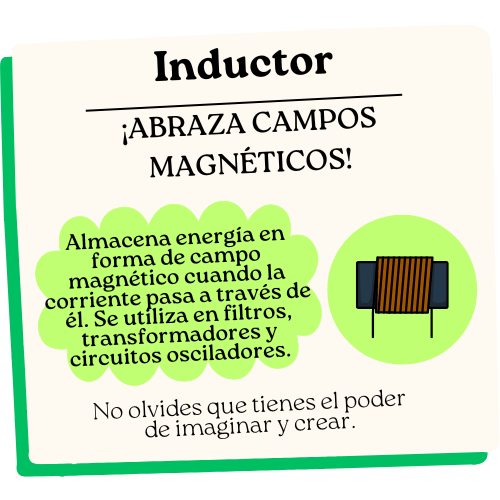 Inductor
¡ABRAZA CAMPOS
MAGNÉTICOS!
Almacena energía en
forma de campo
magnético cuando la
corriente pasa a través de
él. Se utiliza en filtros,
transformadores y
circuitos osciladores.
No olvides que tienes el poder
de imaginar y crear.